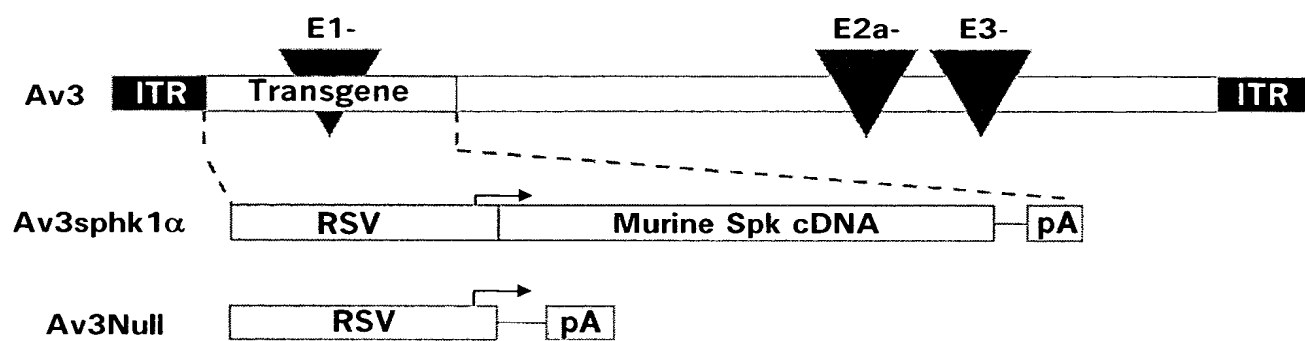 E1- E2a- E3-
Av3 ITR Transgene ITR
Av3sphk1α RSV Murine Spk cDNA pA
Av3Null RSV pA